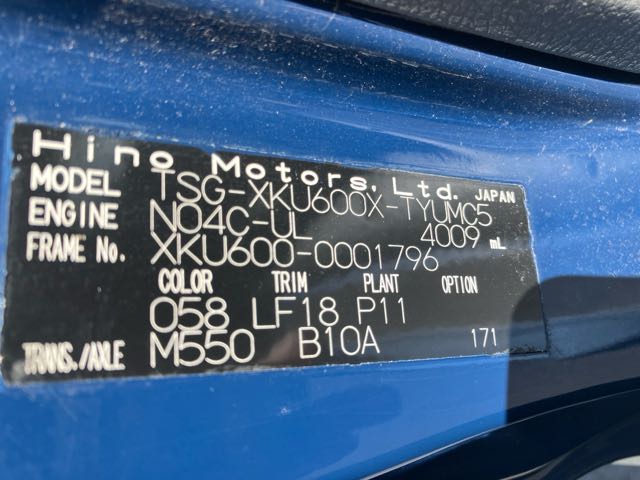 Hino Motors, Ltd. JAPAN
MODEL TSG-XKU600X-TYUMC5
ENGINE N04C-UL 4009 mL
FRAME No. XKU600-0001796
COLOR TRIM PLANT OPTION
058 LF18 P11
TRANS./AXLE M550 B10A 171